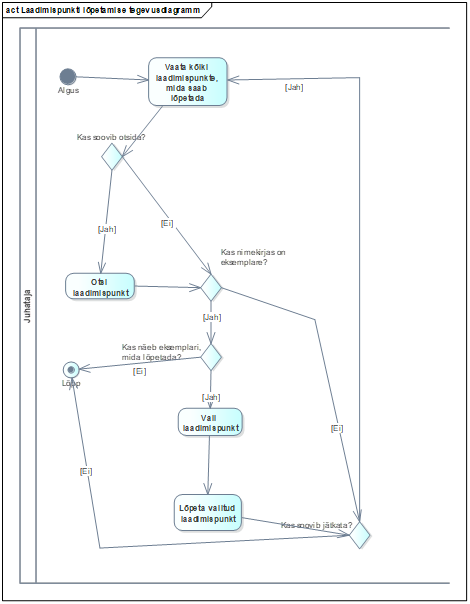 act Laadimispunkti lõpetamise tegevusdiagramm
Juhataja
Algus
Vaata kõiki
laadimispunkte,
mida saab
lõpetada
[Jah]
Kas soovib otsida?
[Jah]
[Ei]
Kas nimekirjas on
eksemplare?
Otsi
laadimispunkt
[Jah]
Kas näeb eksemplari,
mida lõpetada?
[Ei]
Lõpp
[Jah]
Vali
laadimispunkt
[Ei]
[Ei]
Lõpeta valitud
laadimispunkt
Kas soovib jätkata?